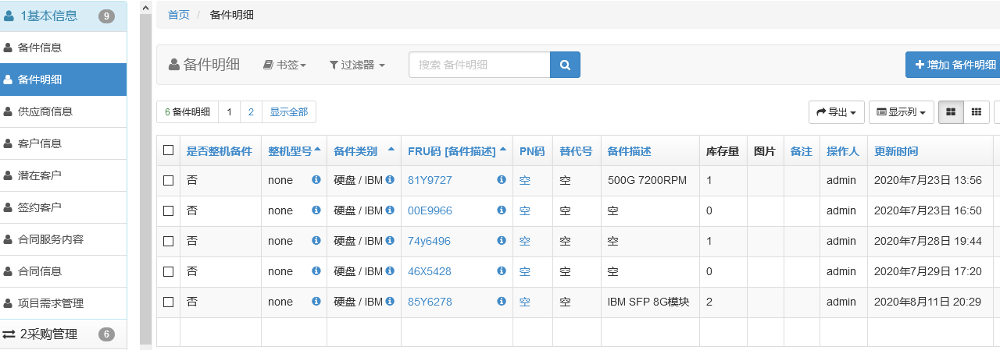 1基本信息 9
备件信息
备件明细
供应商信息
客户信息
潜在客户
签约客户
合同服务内容
合同信息
项目需求管理
2采购管理 6
首页 / 备件明细
备件明细 书签 过滤器 搜索 备件明细 增加 备件明细
6 备件明细 1 2 显示全部 导出 显示列
是否整机备件 整机型号 备件类别 FRU码 [备件描述] PN码 替代号 备件描述 库存量 图片 备注 操作人 更新时间
否 none 硬盘 / IBM 81Y9727 空 空 500G 7200RPM 1 admin 2020年7月23日 13:56
否 none 硬盘 / IBM 00E9966 空 空 空 0 admin 2020年7月23日 16:50
否 none 硬盘 / IBM 74y6496 空 空 空 1 admin 2020年7月28日 19:44
否 none 硬盘 / IBM 46X5428 空 空 空 0 admin 2020年7月29日 17:20
否 none 硬盘 / IBM 85Y6278 空 空 IBM SFP 8G模块 2 admin 2020年8月11日 20:29